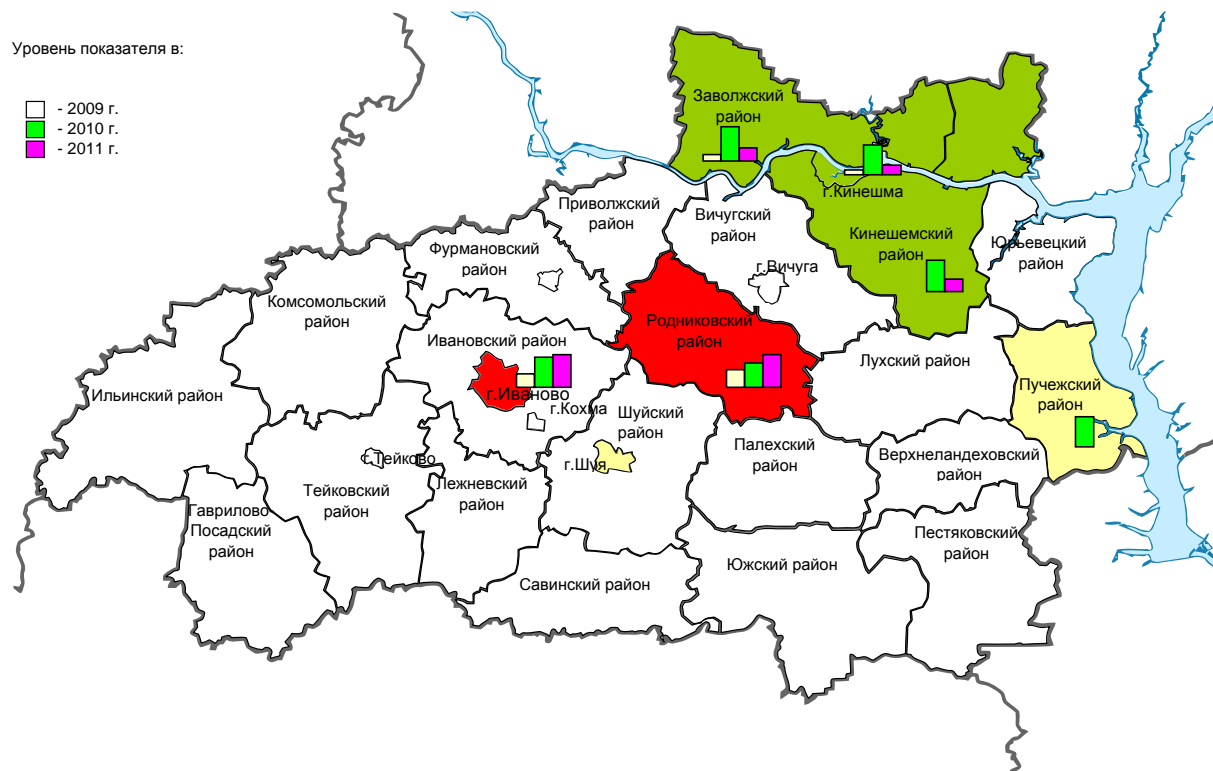 Уровень показателя в:
- 2009 г.
- 2010 г.
- 2011 г.
Заволжский
район
г.Кинешма
Приволжский
район
Вичугский
район
Кинешемский
район
Юрьевецкий
район
Фурмановский
район
г.Вичуга
Комсомольский
район
Родниковский
район
Ивановский район
Лухский район
Ильинский район
г.Иваново
г.Кохма
Шуйский
район
Пучежский
район
Палехский
район
г.Тейково
г.Шуя
Верхнеландеховский
район
Тейковский
район
Лежневский
район
Гаврилово
Посадский
район
Пестяковский
район
Савинский район
Южский район